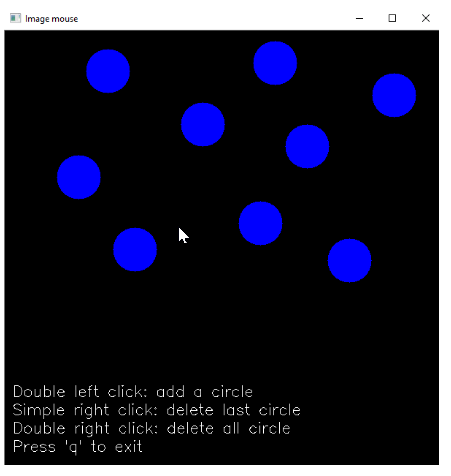 Image mouse
Double left click: add a circle
Simple right click: delete last circle
Double right click: delete all circle
Press 'q' to exit